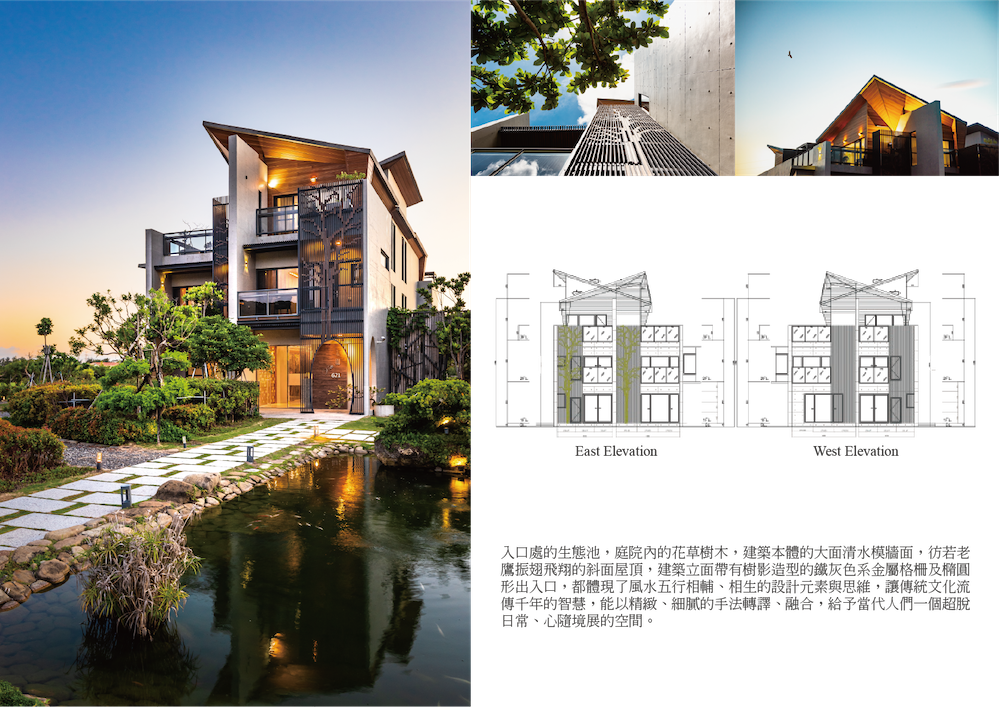 621
East Elevation
West Elevation
入口處的生態池，庭院內的花草樹木，建築本體的大面清水模牆面，彷若老
鷹振翅飛翔的斜面屋頂，建築立面帶有樹影造型的鐵灰色系金屬格柵及橢圓
形出入口，都體現了風水五行相輔、相生的設計元素與思維，讓傳統文化流
傳千年的智慧，能以精緻、細膩的手法轉譯、融合，給予當代人們一個超脫
日常、心隨境展的空間。